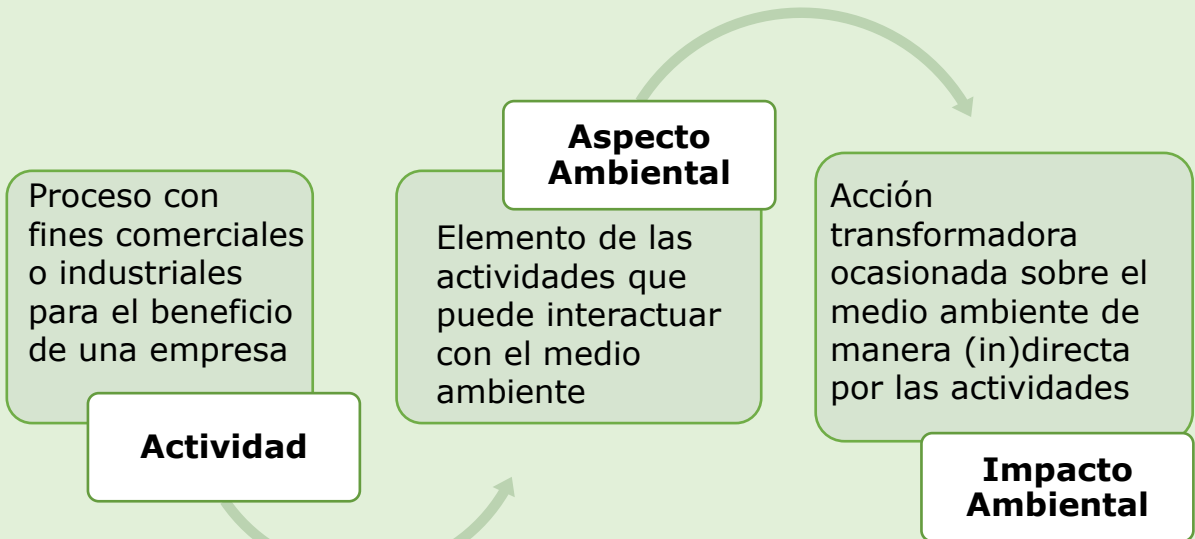 Proceso con
fines comerciales
o industriales
para el beneficio
de una empresa
Actividad
Aspecto
Ambiental
Elemento de las
actividades que
puede interactuar
con el medio
ambiente
Acción
transformadora
ocasionada sobre el
medio ambiente de
manera (in)directa
por las actividades
Impacto
Ambiental